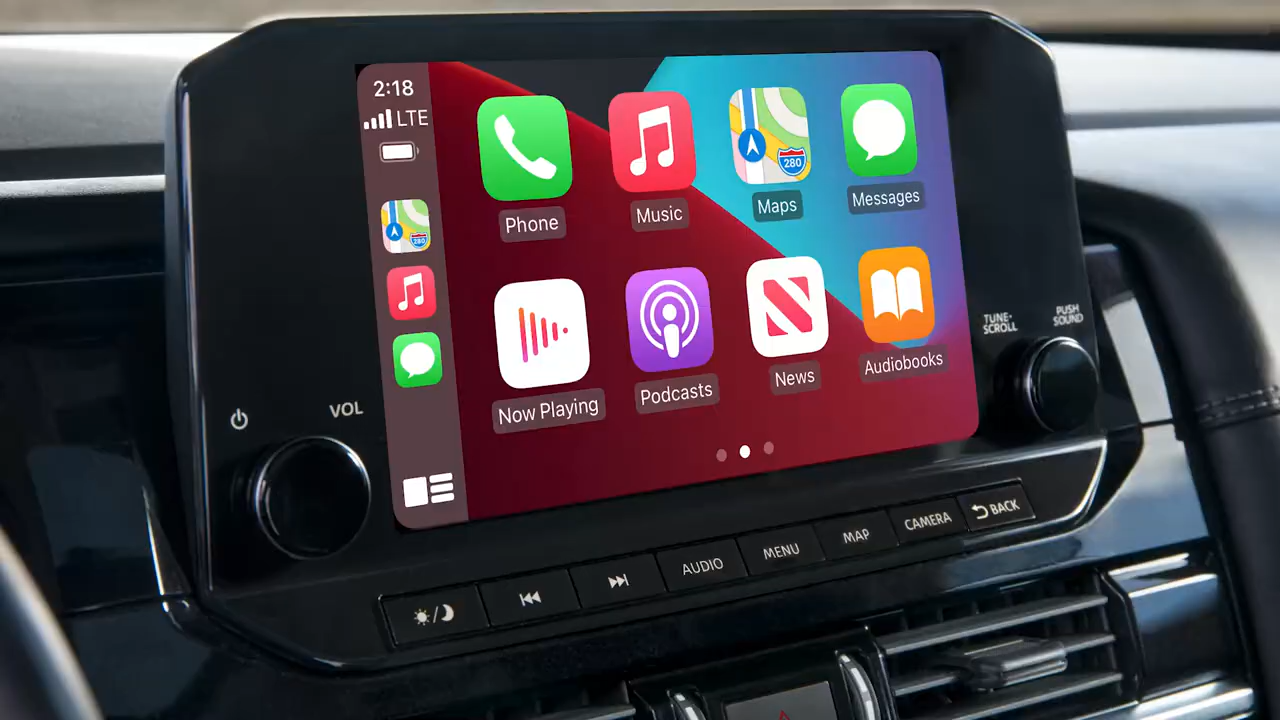 2:18
LTE
280
280
Phone
Music
Maps
Messages
Now Playing
Podcasts
News
Audiobooks
VOL
TUNE-
SCROLL
PUSH
SOUND
AUDIO
MENU
MAP
CAMERA
BACK